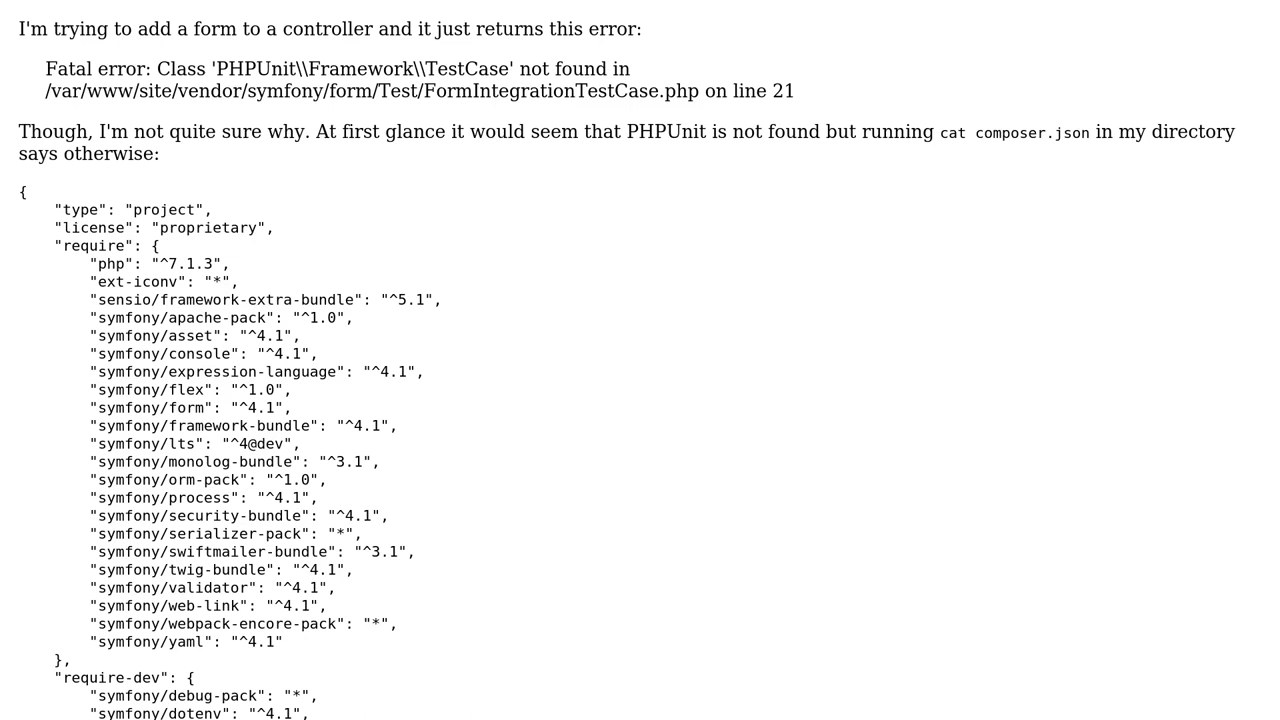 I'm trying to add a form to a controller and it just returns this error:
Fatal error: Class 'PHPUnit\\Framework\\TestCase' not found in
/var/www/site/vendor/symfony/form/Test/FormIntegrationTestCase.php on line 21
Though, I'm not quite sure why. At first glance it would seem that PHPUnit is not found but running cat composer.json in my directory
says otherwise:
{
    "type": "project",
    "license": "proprietary",
    "require": {
        "php": "^7.1.3",
        "ext-iconv": "*",
        "sensio/framework-extra-bundle": "^5.1",
        "symfony/apache-pack": "^1.0",
        "symfony/asset": "^4.1",
        "symfony/console": "^4.1",
        "symfony/expression-language": "^4.1",
        "symfony/flex": "^1.0",
        "symfony/form": "^4.1",
        "symfony/framework-bundle": "^4.1",
        "symfony/lts": "^4@dev",
        "symfony/monolog-bundle": "^3.1",
        "symfony/orm-pack": "^1.0",
        "symfony/process": "^4.1",
        "symfony/security-bundle": "^4.1",
        "symfony/serializer-pack": "*",
        "symfony/swiftmailer-bundle": "^3.1",
        "symfony/twig-bundle": "^4.1",
        "symfony/validator": "^4.1",
        "symfony/web-link": "^4.1",
        "symfony/webpack-encore-pack": "*",
        "symfony/yaml": "^4.1"
    },
    "require-dev": {
        "symfony/debug-pack": "*",
        "symfony/dotenv": "^4.1",